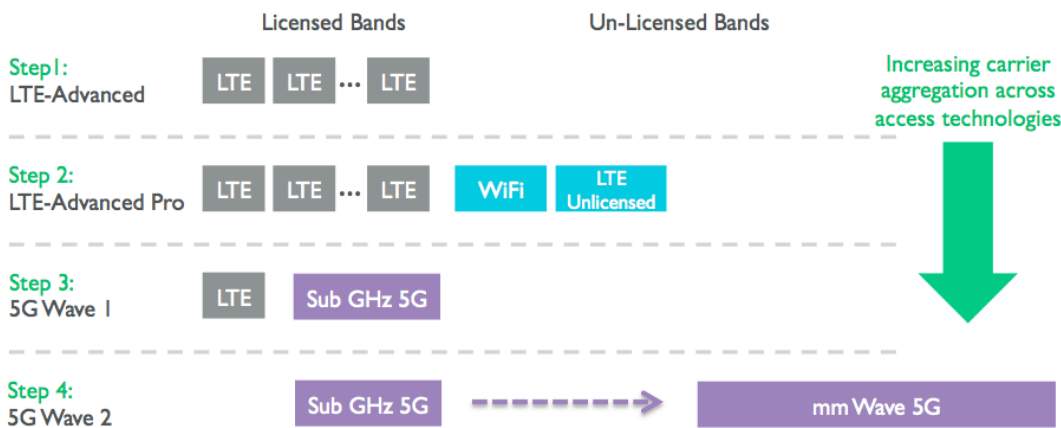 Licensed Bands
Un-Licensed Bands
Step1:
LTE-Advanced
LTE LTE ... LTE
Increasing carrier
aggregation across
access technologies
Step 2:
LTE-Advanced Pro
LTE LTE ... LTE WiFi
LTE
Unlicensed
Step 3:
5G Wave 1
LTE Sub GHz 5G
Step 4:
5G Wave 2
Sub GHz 5G
mm Wave 5G